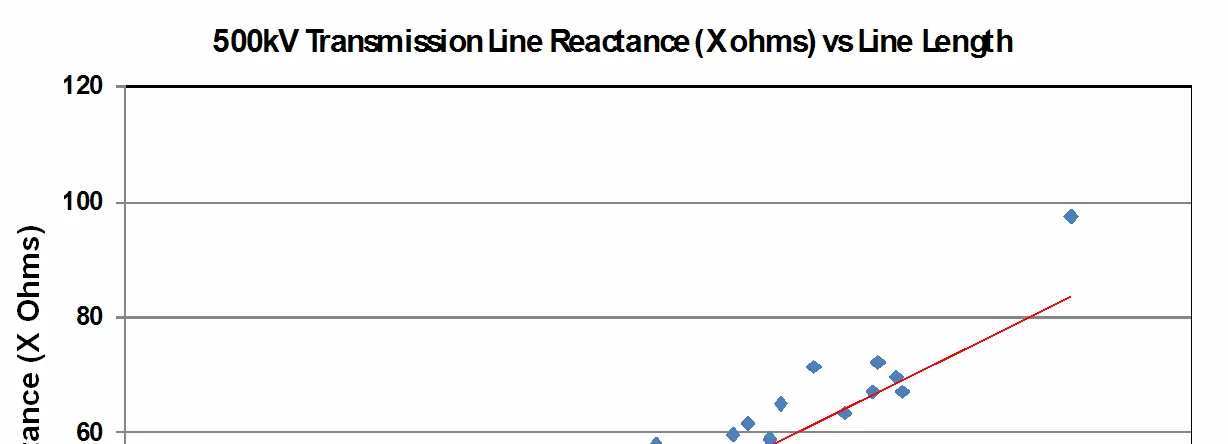 500kV Transmission Line Reactance (X ohms) vs Line Length
120
100
80
60
tance (X Ohms)